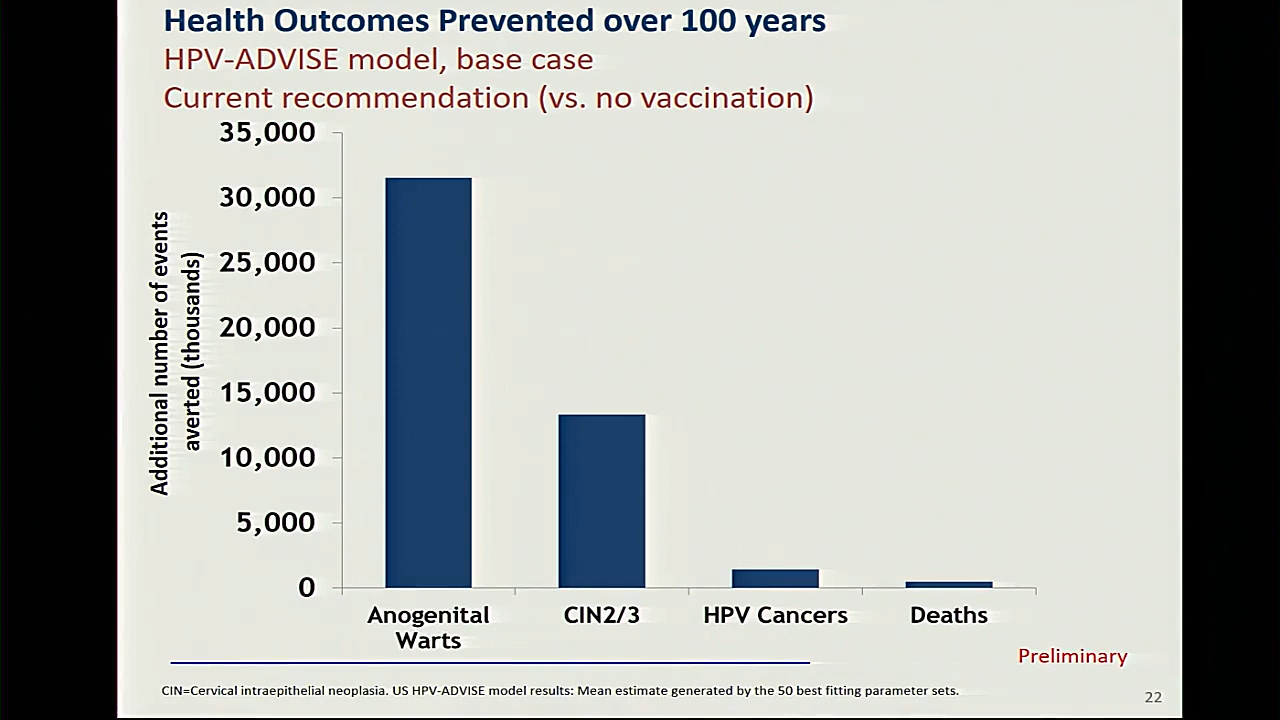 Health Outcomes Prevented over 100 years
HPV-ADVISE model, base case
Current recommendation (vs. no vaccination)
Additional number of events
averted (thousands)
35,000
30,000
25,000
20,000
15,000
10,000
5,000
0
Anogenital
Warts
CIN2/3
HPV Cancers
Deaths
Preliminary
CIN=Cervical intraepithelial neoplasia. US HPV-ADVISE model results: Mean estimate generated by the 50 best fitting parameter sets.
22